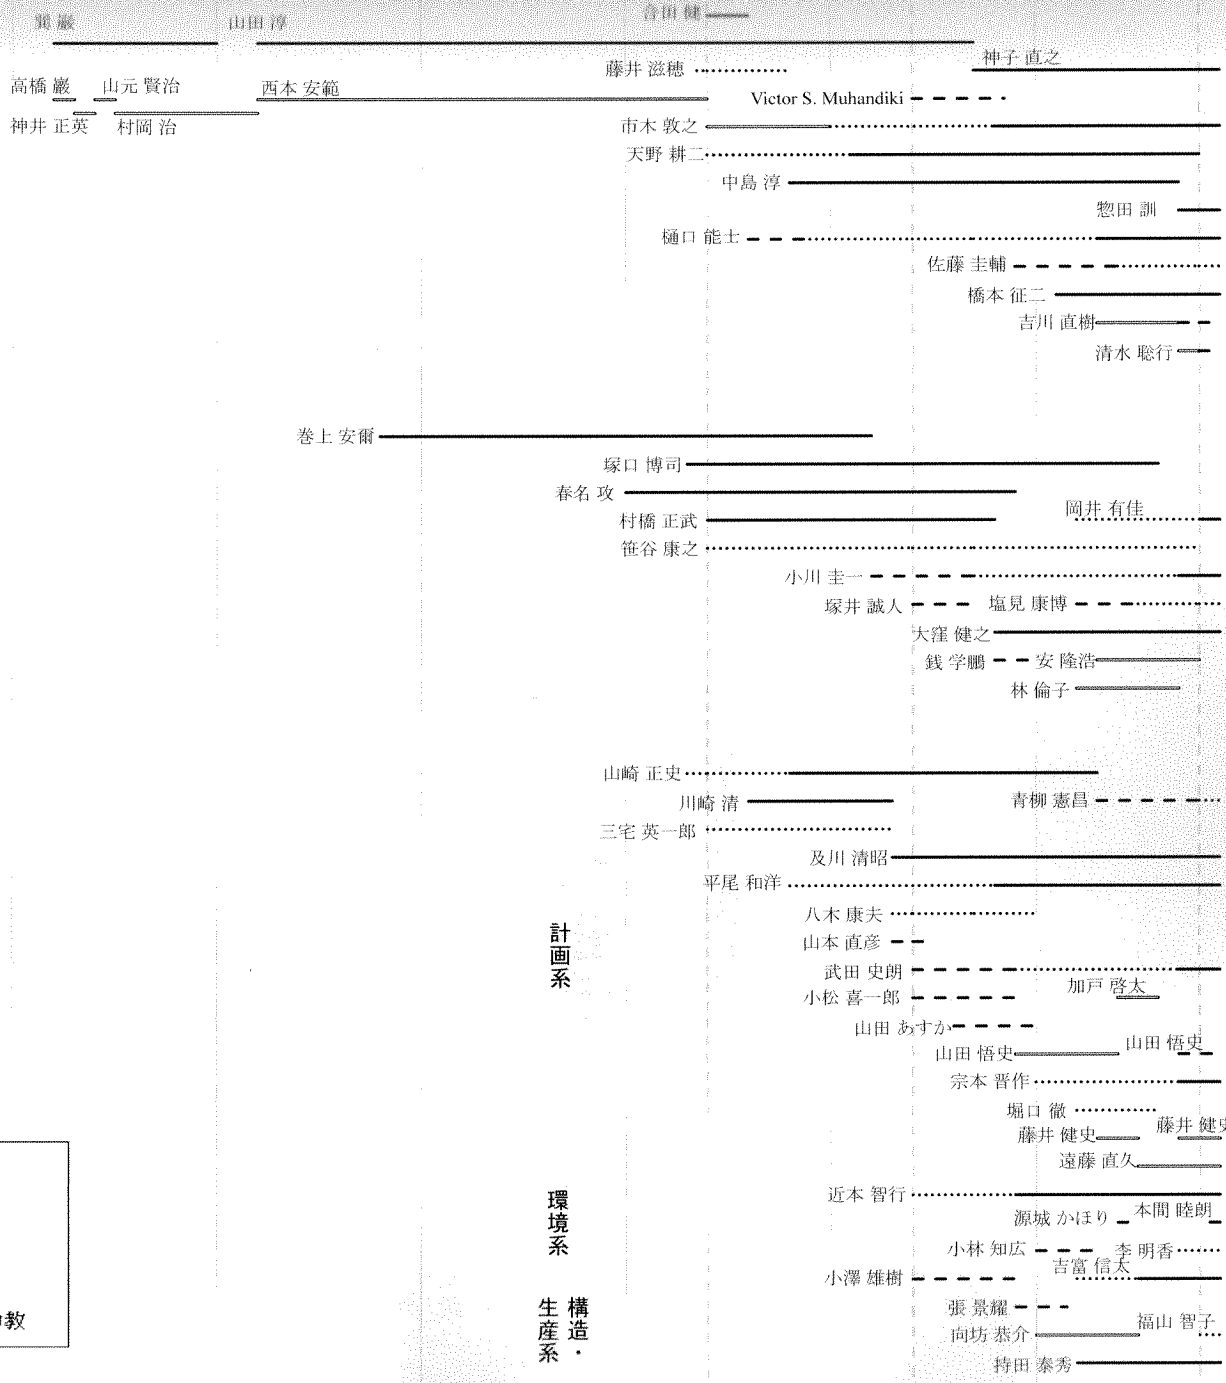 巽 巌
山田 淳
合田 健
神子 直之
藤井 滋穂
高橋 巌
山元 賢治
西本 安範
Victor S. Muhandiki
神井 正英
村岡 治
市木 敦之
天野 耕二
中島 淳
惣田 訓
樋口 能士
佐藤 圭輔
橋本 征二
吉川 直樹
清水 聡行
巻上 安爾
塚口 博司
春名 攻
村橋 正武
岡井 有佳
笹谷 康之
小川 圭一
塚井 誠人
塩見 康博
大窪 健之
銭 学鵬
安 隆浩
林 倫子
山崎 正史
川崎 清
青柳 憲昌
三宅 英一郎
及川 清昭
平尾 和洋
八木 康夫
計画系
山本 直彦
武田 史朗
加戸 啓太
小松 喜一郎
山田 あすか
山田 悟史
山田 悟史
宗本 晋作
堀口 徹
藤井 健史
藤井 健史
遠藤 直久
近本 智行
環境系
源城 かほり
本間 睦朗
小林 知広
李 明香
吉富 信太
小澤 雄樹
構造・
生産系
張 景耀
福山 智子
向坊 恭介
持田 泰秀
教